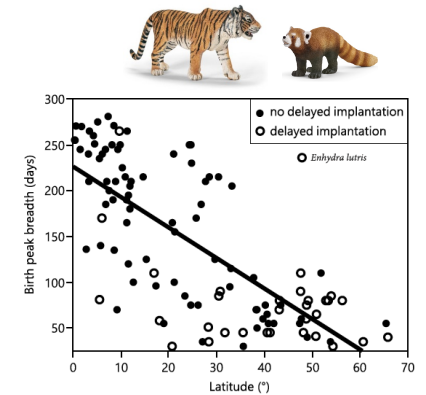 300
250
200
150
100
50
Birth peak breadth (days)
no delayed implantation
delayed implantation
Enhydra lutris
0 10 20 30 40 50 60 70
Latitude (°)